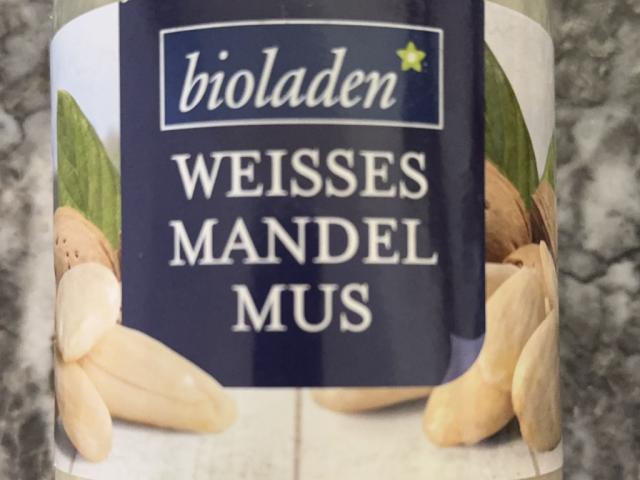 bioladen
WEISSES
MANDEL
MUS